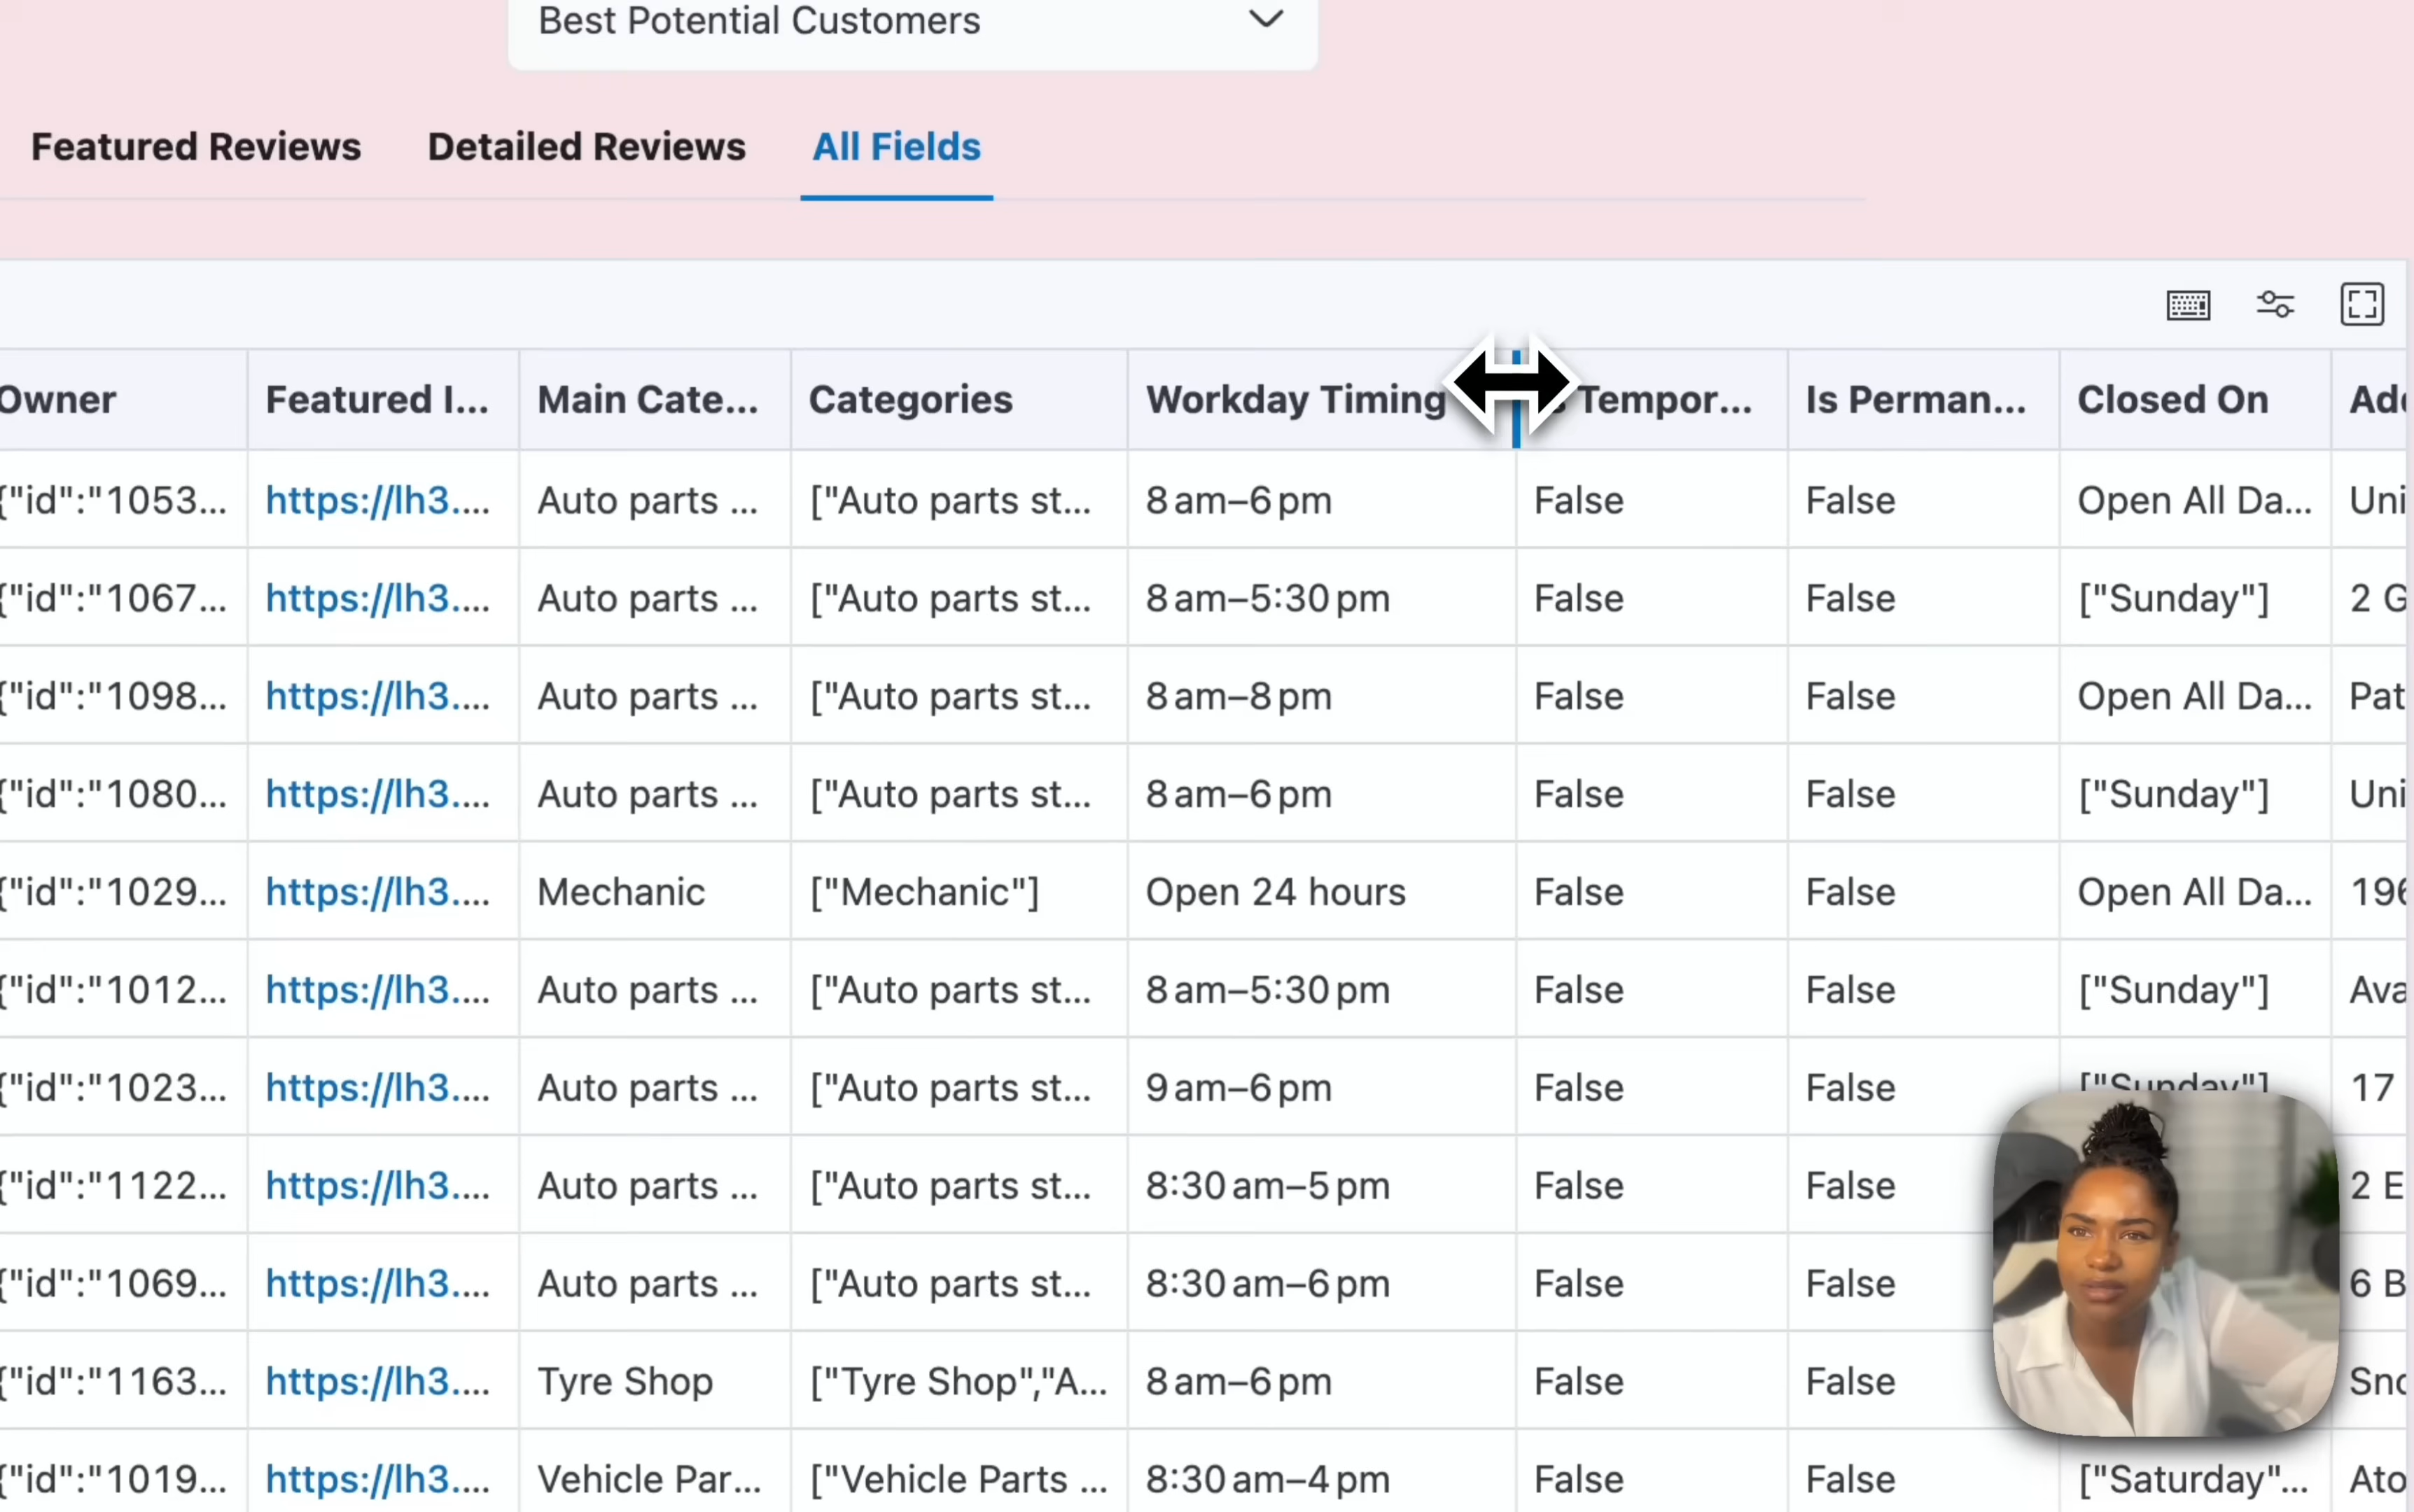 Best Potential Customers
Featured Reviews Detailed Reviews All Fields
Owner Featured I... Main Cate... Categories Workday Timing Tempor... Is Perman... Closed On
{"id":"1053... https://lh3.... Auto parts ... ["Auto parts st... 8 am–6 pm False False Open All Da... Uni
{"id":"1067... https://lh3.... Auto parts ... ["Auto parts st... 8 am–5:30 pm False False ["Sunday"] 2 G
{"id":"1098... https://lh3.... Auto parts ... ["Auto parts st... 8 am–8 pm False False Open All Da... Pat
{"id":"1080... https://lh3.... Auto parts ... ["Auto parts st... 8 am–6 pm False False ["Sunday"] Uni
{"id":"1029... https://lh3.... Mechanic ["Mechanic"] Open 24 hours False False Open All Da... 196
{"id":"1012... https://lh3.... Auto parts ... ["Auto parts st... 8 am–5:30 pm False False ["Sunday"] Ava
{"id":"1023... https://lh3.... Auto parts ... ["Auto parts st... 9 am–6 pm False False ["Sunday"] 17
{"id":"1122... https://lh3.... Auto parts ... ["Auto parts st... 8:30 am–5 pm False False 2 E
{"id":"1069... https://lh3.... Auto parts ... ["Auto parts st... 8:30 am–6 pm False False 6 B
{"id":"1163... https://lh3.... Tyre Shop ["Tyre Shop","A... 8 am–6 pm False False Sno
{"id":"1019... https://lh3.... Vehicle Par... ["Vehicle Parts ... 8:30 am–4 pm False False ["Saturday"... Ato